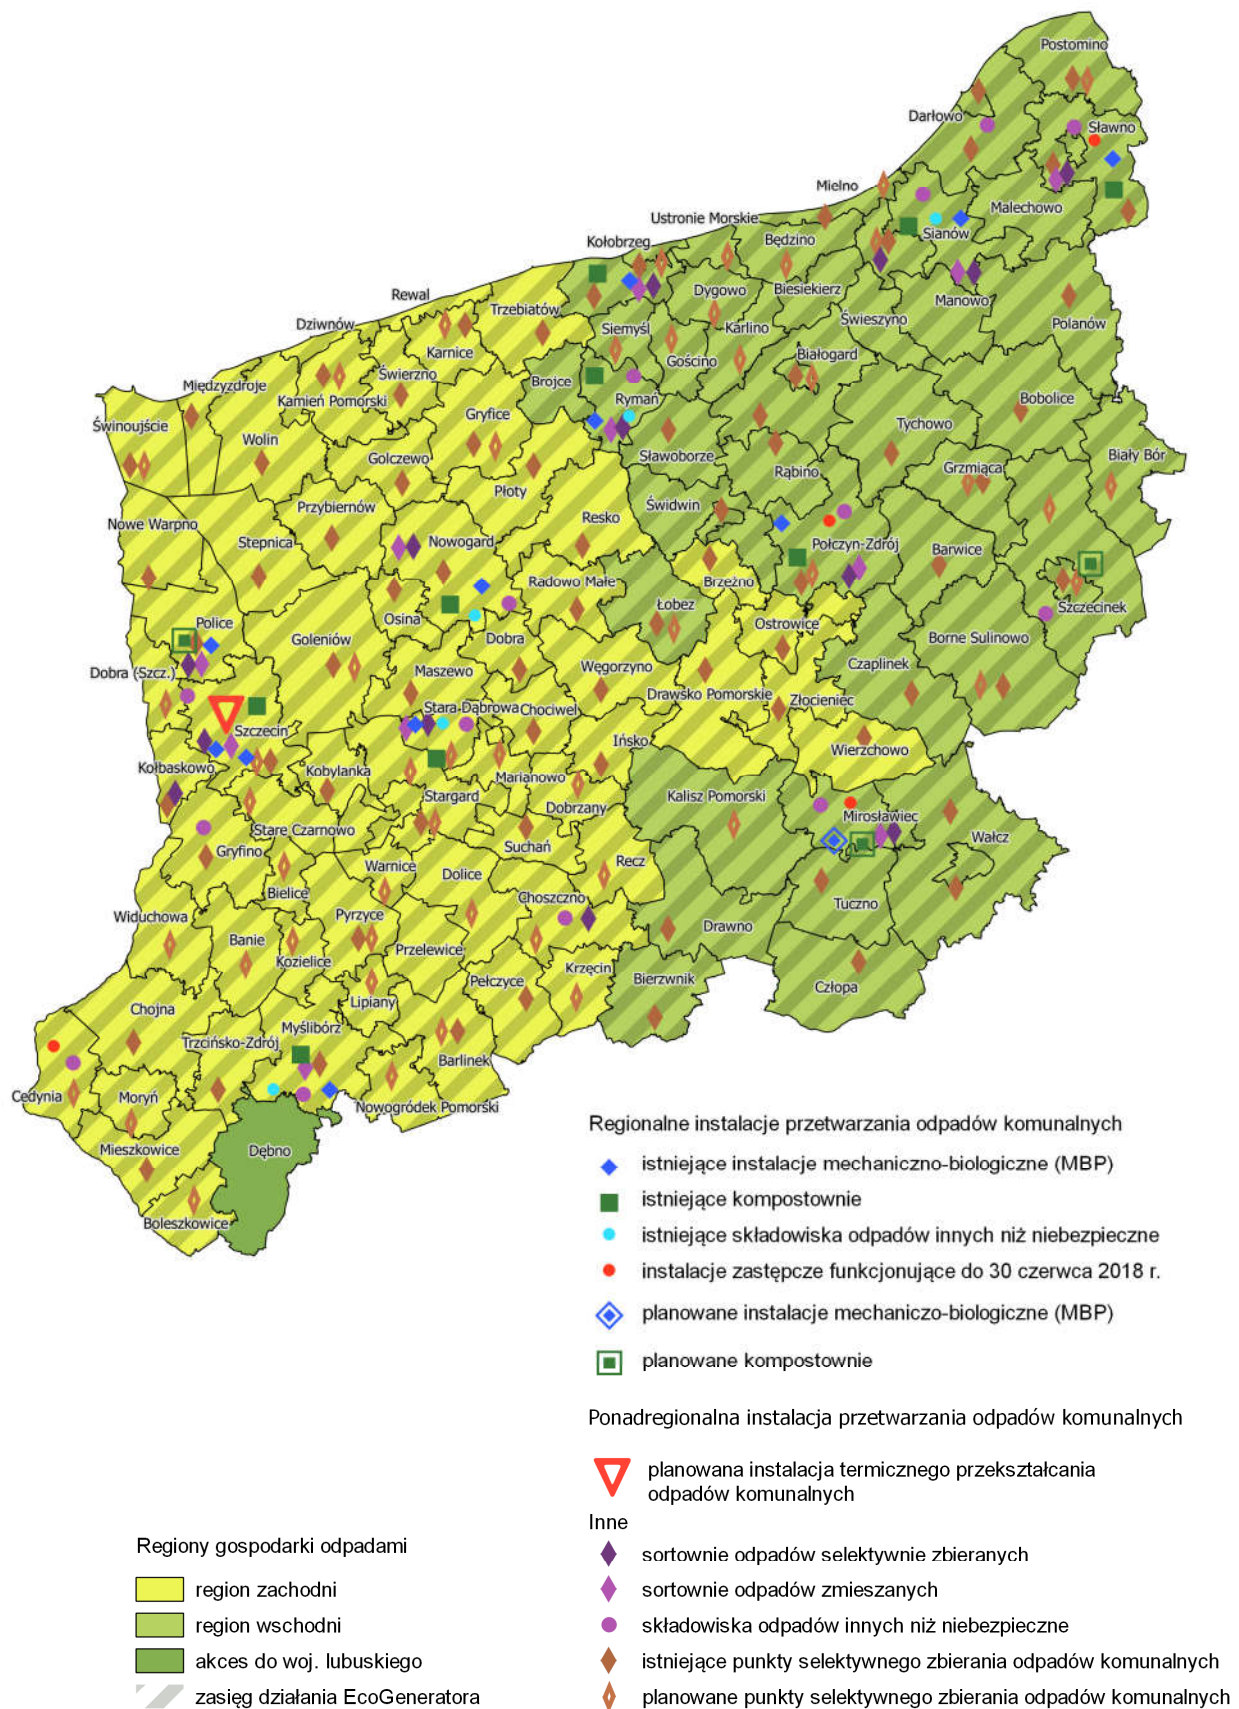 Postomino
Darłowo
Sławno
Mielno
Malechowo
Ustronie Morskie
Sianów
Kołobrzeg
Będzino
Dygowo
Biesiekierz
Manowo
Rewal
Trzebiatów
Polanów
Dziwnów
Siemyśl
Karlino
Świeszyno
Karnice
Gościno
Białogard
Świerzno
Brojce
Międzyzdroje
Kamień Pomorski
Rymań
Bobolice
Świnoujście
Gryfice
Tychowo
Wolin
Golczewo
Sławoborze
Biały Bór
Rąbino
Grzmiąca
Płoty
Przybiernów
Świdwin
Nowe Warpno
Resko
Stepnica
Nowogard
Połczyn-Zdrój
Barwice
Radowo Małe
Brzeżno
Łobez
Szczecinek
Police
Osina
Ostrowice
Goleniów
Dobra
Borne Sulinowo
Dobra (Szcz.)
Maszewo
Węgorzyno
Czaplinek
Drawsko Pomorskie
Złocieniec
Stara Dąbrowa
Chociwel
Szczecin
Ińsko
Wierzchowo
Kołbaskowo
Kobylanka
Marianowo
Stargard
Dobrzany
Kalisz Pomorski
Mirosławiec
Stare Czarnowo
Wałcz
Gryfino
Suchań
Warnice
Dolice
Recz
Bielice
Choszczno
Tuczno
Widuchowa
Pyrzyce
Banie
Drawno
Kozielice
Przelewice
Krzęcin
Pełczyce
Bierzwnik
Człopa
Lipiany
Chojna
Myślibórz
Trzcińsko-Zdrój
Barlinek
Cedynia
Moryń
Nowogródek Pomorski
Mieszkowice
Dębno
Boleszkowice
Regionalne instalacje przetwarzania odpadów komunalnych
istniejące instalacje mechaniczno-biologiczne (MBP)
istniejące kompostownie
istniejące składowiska odpadów innych niż niebezpieczne
instalacje zastępcze funkcjonujące do 30 czerwca 2018 r.
planowane instalacje mechaniczo-biologiczne (MBP)
planowane kompostownie
Ponadregionalna instalacja przetwarzania odpadów komunalnych
planowana instalacja termicznego przekształcania
odpadów komunalnych
Inne
sortownie odpadów selektywnie zbieranych
sortownie odpadów zmieszanych
składowiska odpadów innych niż niebezpieczne
istniejące punkty selektywnego zbierania odpadów komunalnych
planowane punkty selektywnego zbierania odpadów komunalnych
Regiony gospodarki odpadami
region zachodni
region wschodni
akces do woj. lubuskiego
zasięg działania EcoGeneratora